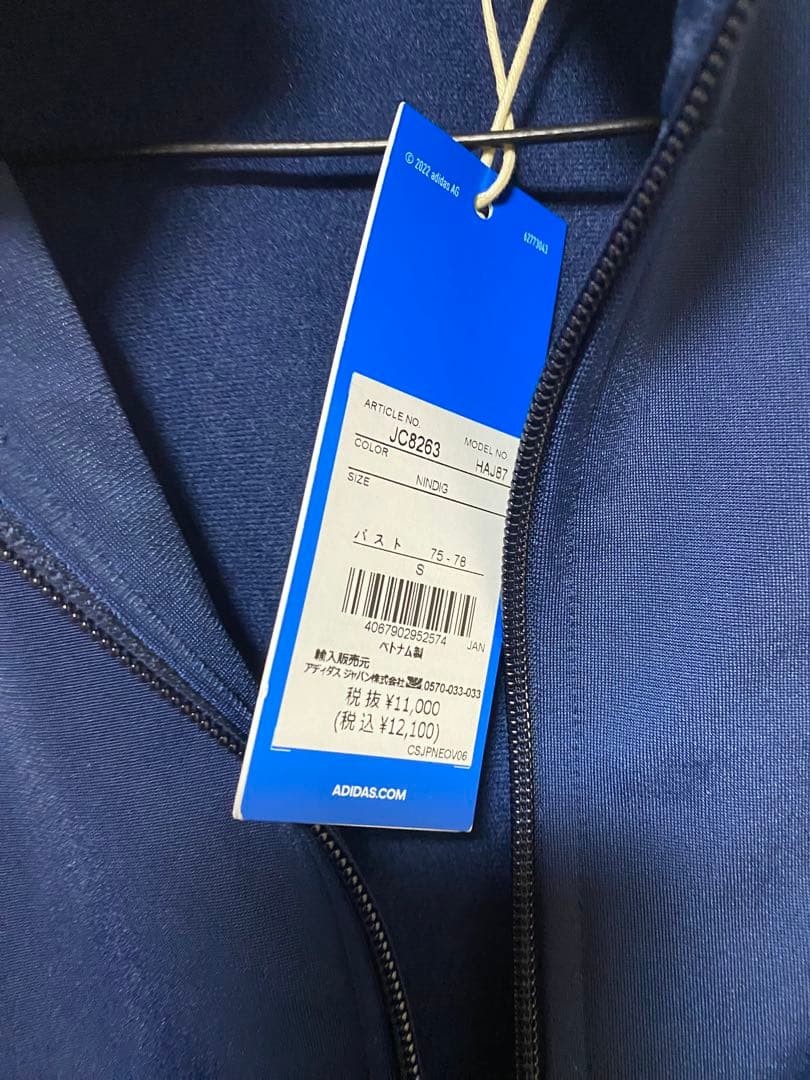 © 2022 adidas AG
62773043
ARTICLE NO. JC8263 MODEL NO HAJ87
COLOR NINDIG
SIZE
バスト 75 - 78
S
4067902952574 JAN
ベトナム製
輸入販売元
アディダス ジャパン株式会社 0570-033-033
税抜 ¥11,000
(税込 ¥12,100)
CSJPNEOV06
ADIDAS.COM